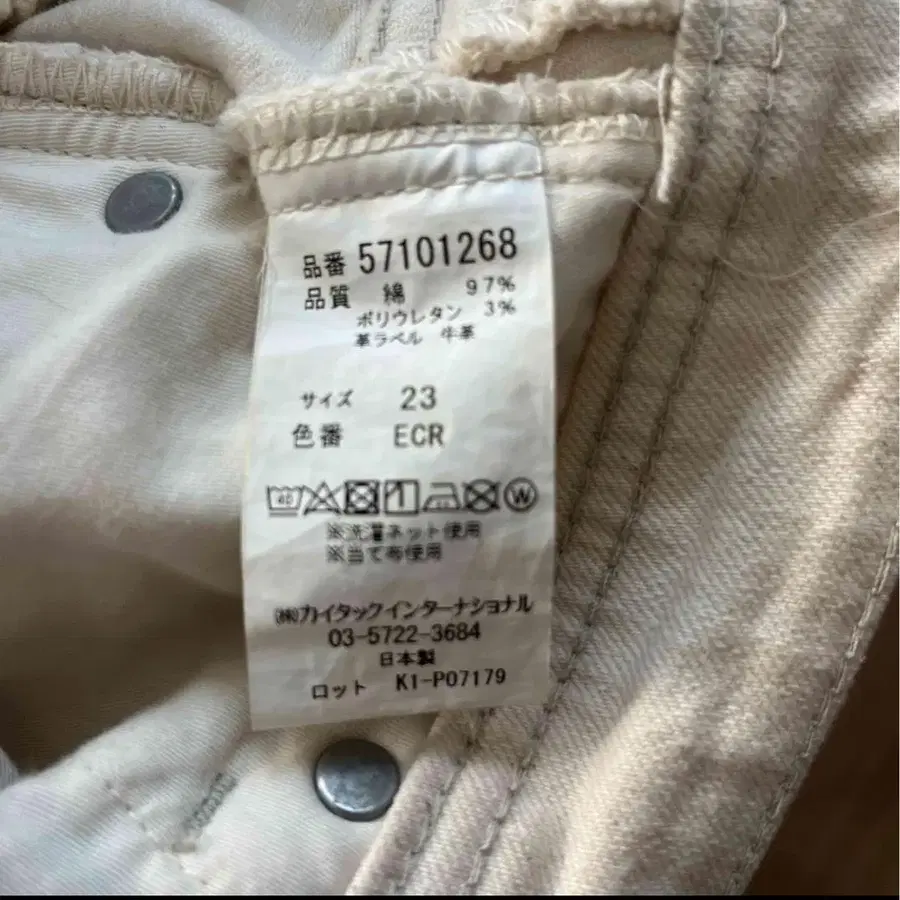 品番 57101268
品質 綿 97%
ポリウレタン 3%
革ラベル 牛革
サイズ 23
色番 ECR
40 W
※洗濯ネット使用
※当て布使用
㈱カイタックインターナショナル
03-5722-3684
日本製
ロット K1-P07179